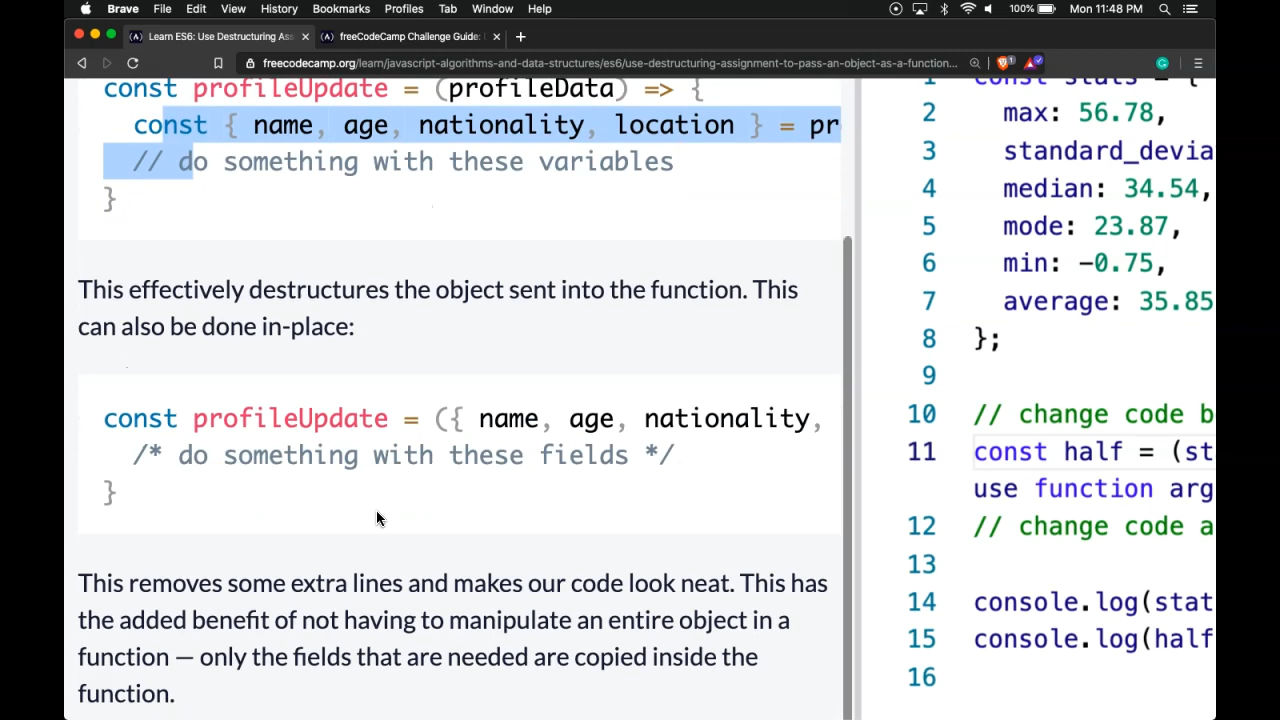 Brave File Edit View History Bookmarks Profiles Tab Window Help 100% Mon 11:48 PM
Learn ES6: Use Destructuring Ass × freeCodeCamp Challenge Guide: × +
freecodecamp.org/learn/javascript-algorithms-and-data-structures/es6/use-destructuring-assignment-to-pass-an-object-as-a-function...
const profileUpdate = (profileData) => {
const { name, age, nationality, location } = pr
// do something with these variables
}
This effectively destructures the object sent into the function. This
can also be done in-place:
const profileUpdate = ({ name, age, nationality,
/* do something with these fields */
}
This removes some extra lines and makes our code look neat. This has
the added benefit of not having to manipulate an entire object in a
function — only the fields that are needed are copied inside the
function.
1 const stats = {
2 max: 56.78,
3 standard_devia
4 median: 34.54,
5 mode: 23.87,
6 min: -0.75,
7 average: 35.85
8 };
9
10 // change code b
11 const half = (st
use function arg
12 // change code a
13
14 console.log(stat
15 console.log(half
16